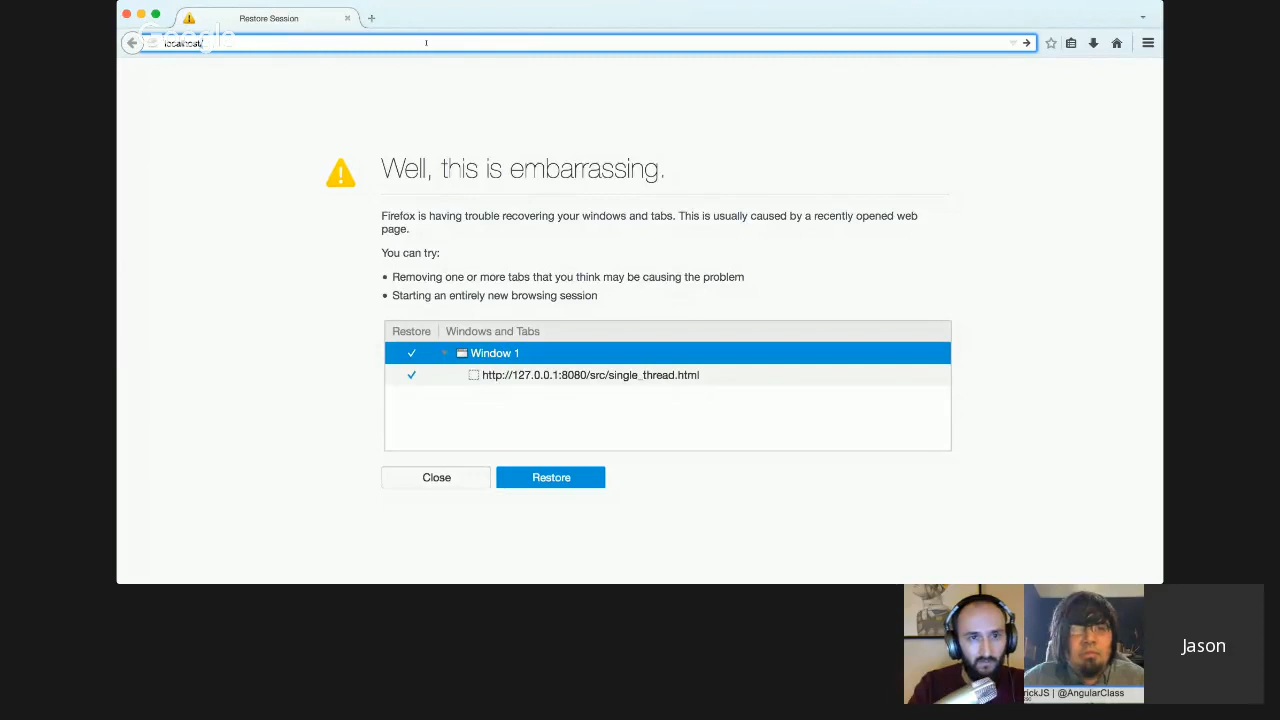 Restore Session
Google
localhost/
Well, this is embarrassing.
Firefox is having trouble recovering your windows and tabs. This is usually caused by a recently opened web
page.
You can try:
• Removing one or more tabs that you think may be causing the problem
• Starting an entirely new browsing session
Restore Windows and Tabs
Window 1
http://127.0.0.1:8080/src/single_thread.html
Close Restore
Jason
rickJS | @AngularClass